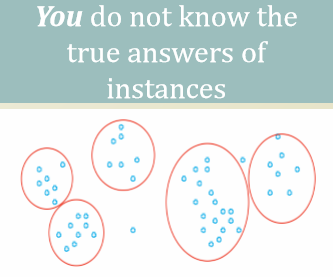 You do not know the
true answers of
instances